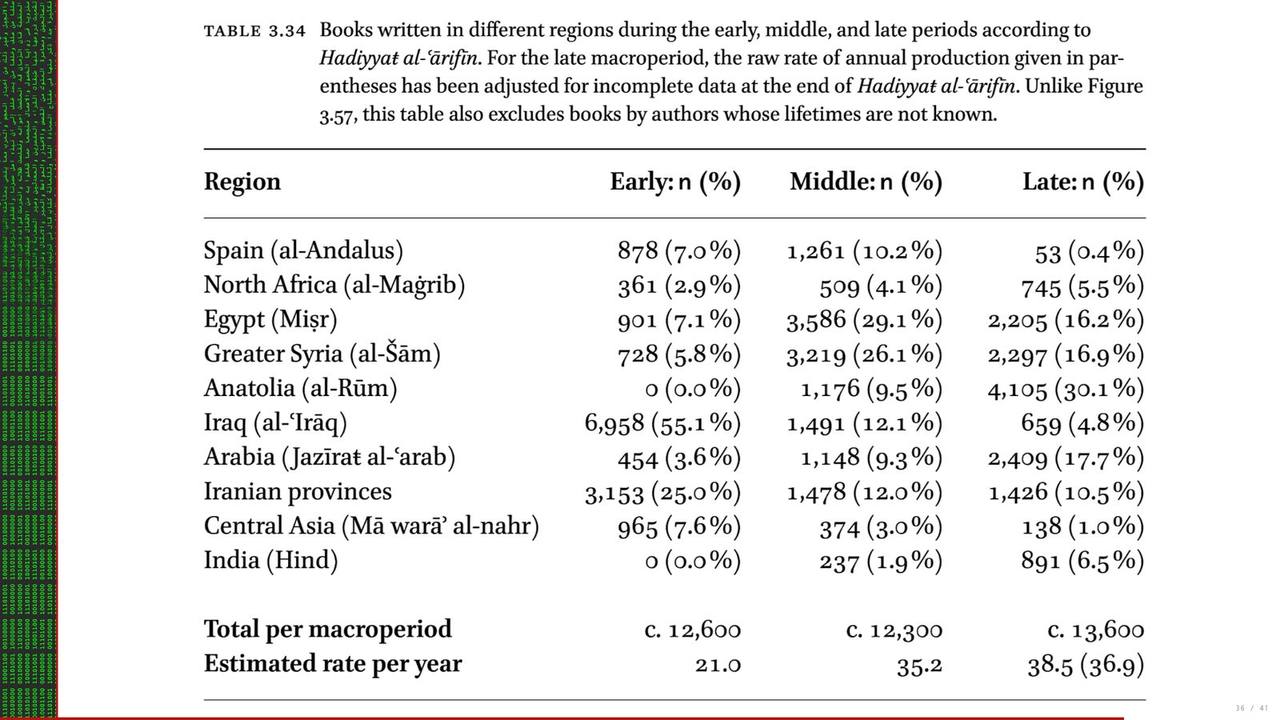 TABLE 3.34 Books written in different regions during the early, middle, and late periods according to
Hadiyyaŧ al-ʿārifīn. For the late macroperiod, the raw rate of annual production given in par-
entheses has been adjusted for incomplete data at the end of Hadiyyaŧ al-ʿārifīn. Unlike Figure
3.57, this table also excludes books by authors whose lifetimes are not known.
Region Early: n (%) Middle: n (%) Late: n (%)
Spain (al-Andalus) 878 (7.0%) 1,261 (10.2%) 53 (0.4%)
North Africa (al-Maġrib) 361 (2.9%) 509 (4.1%) 745 (5.5%)
Egypt (Miṣr) 901 (7.1%) 3,586 (29.1%) 2,205 (16.2%)
Greater Syria (al-Šām) 728 (5.8%) 3,219 (26.1%) 2,297 (16.9%)
Anatolia (al-Rūm) 0 (0.0%) 1,176 (9.5%) 4,105 (30.1%)
Iraq (al-ʿIrāq) 6,958 (55.1%) 1,491 (12.1%) 659 (4.8%)
Arabia (Jazīraŧ al-ʿarab) 454 (3.6%) 1,148 (9.3%) 2,409 (17.7%)
Iranian provinces 3,153 (25.0%) 1,478 (12.0%) 1,426 (10.5%)
Central Asia (Mā warāʾ al-nahr) 965 (7.6%) 374 (3.0%) 138 (1.0%)
India (Hind) 0 (0.0%) 237 (1.9%) 891 (6.5%)
Total per macroperiod c. 12,600 c. 12,300 c. 13,600
Estimated rate per year 21.0 35.2 38.5 (36.9)
36 / 41